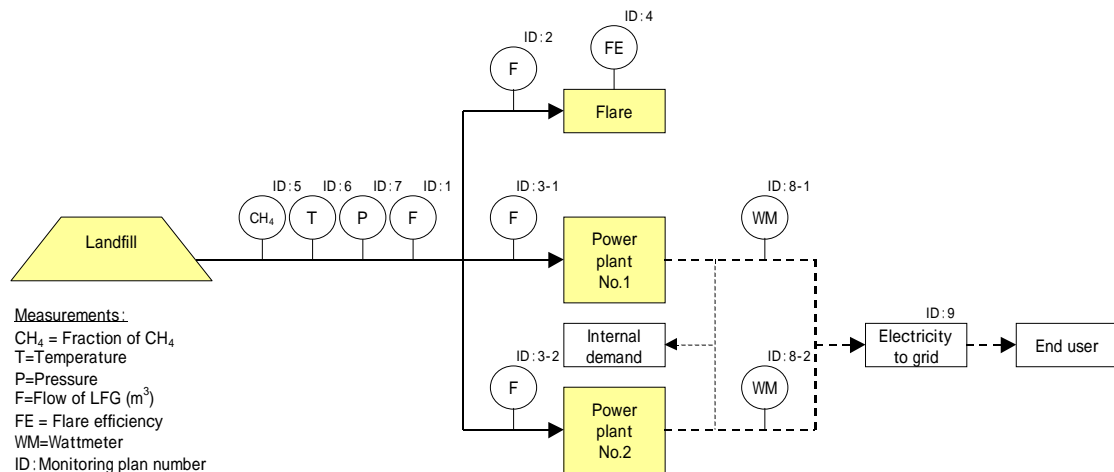 ID:4
ID:2
FE
F
Flare
ID:5
ID:6
ID:7
ID:1
ID:3-1
ID:8-1
CH₄
T
P
F
F
WM
Landfill
Power
plant
No.1
Measurements:
CH₄ = Fraction of CH₄
T=Temperature
P=Pressure
F=Flow of LFG (m³)
FE = Flare efficiency
WM=Wattmeter
ID:Monitoring plan number
Internal
demand
ID:9
Electricity
to grid
End user
ID:3-2
ID:8-2
F
WM
Power
plant
No.2